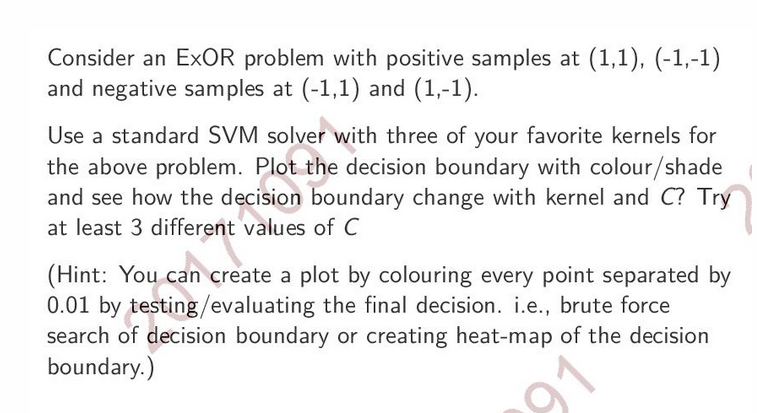 Consider an ExOR problem with positive samples at (1,1), (-1,-1)
and negative samples at (-1,1) and (1,-1).
Use a standard SVM solver with three of your favorite kernels for
the above problem. Plot the decision boundary with colour/shade
and see how the decision boundary change with kernel and C? Try
at least 3 different values of C
(Hint: You can create a plot by colouring every point separated by
0.01 by testing/evaluating the final decision. i.e., brute force
search of decision boundary or creating heat-map of the decision
boundary.)
20171091
2
91